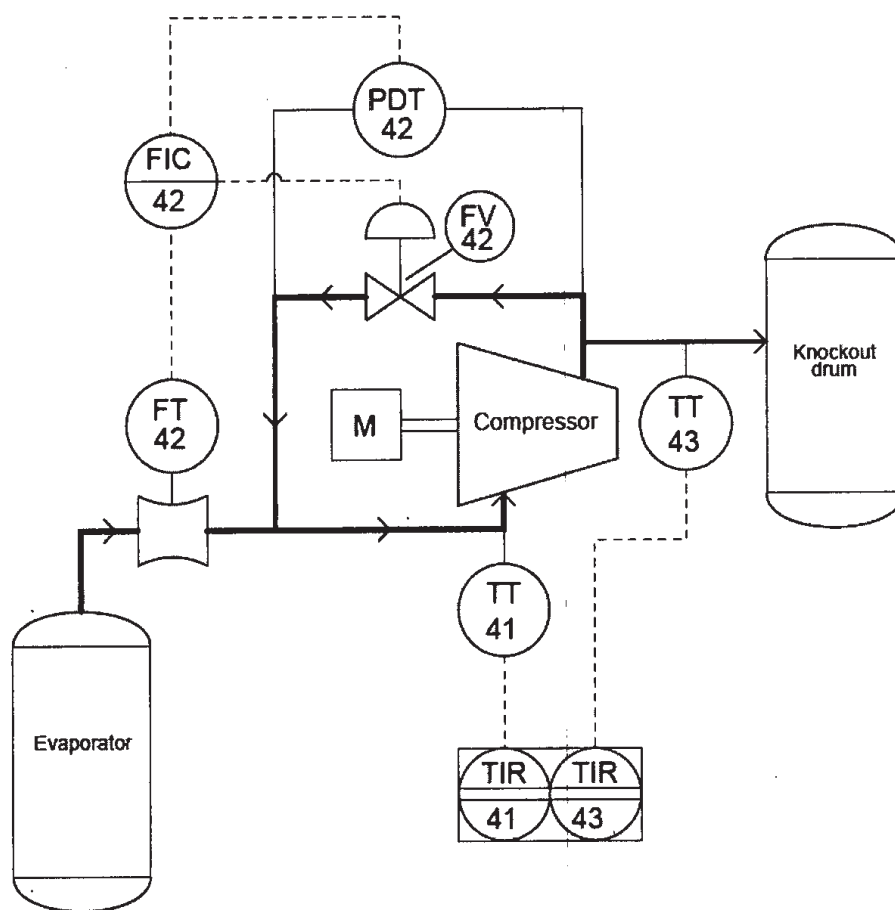 PDT
42
FIC
42
FV
42
FT
42
M
Compressor
Knockout
drum
TT
43
TT
41
Evaporator
TIR
41
TIR
43